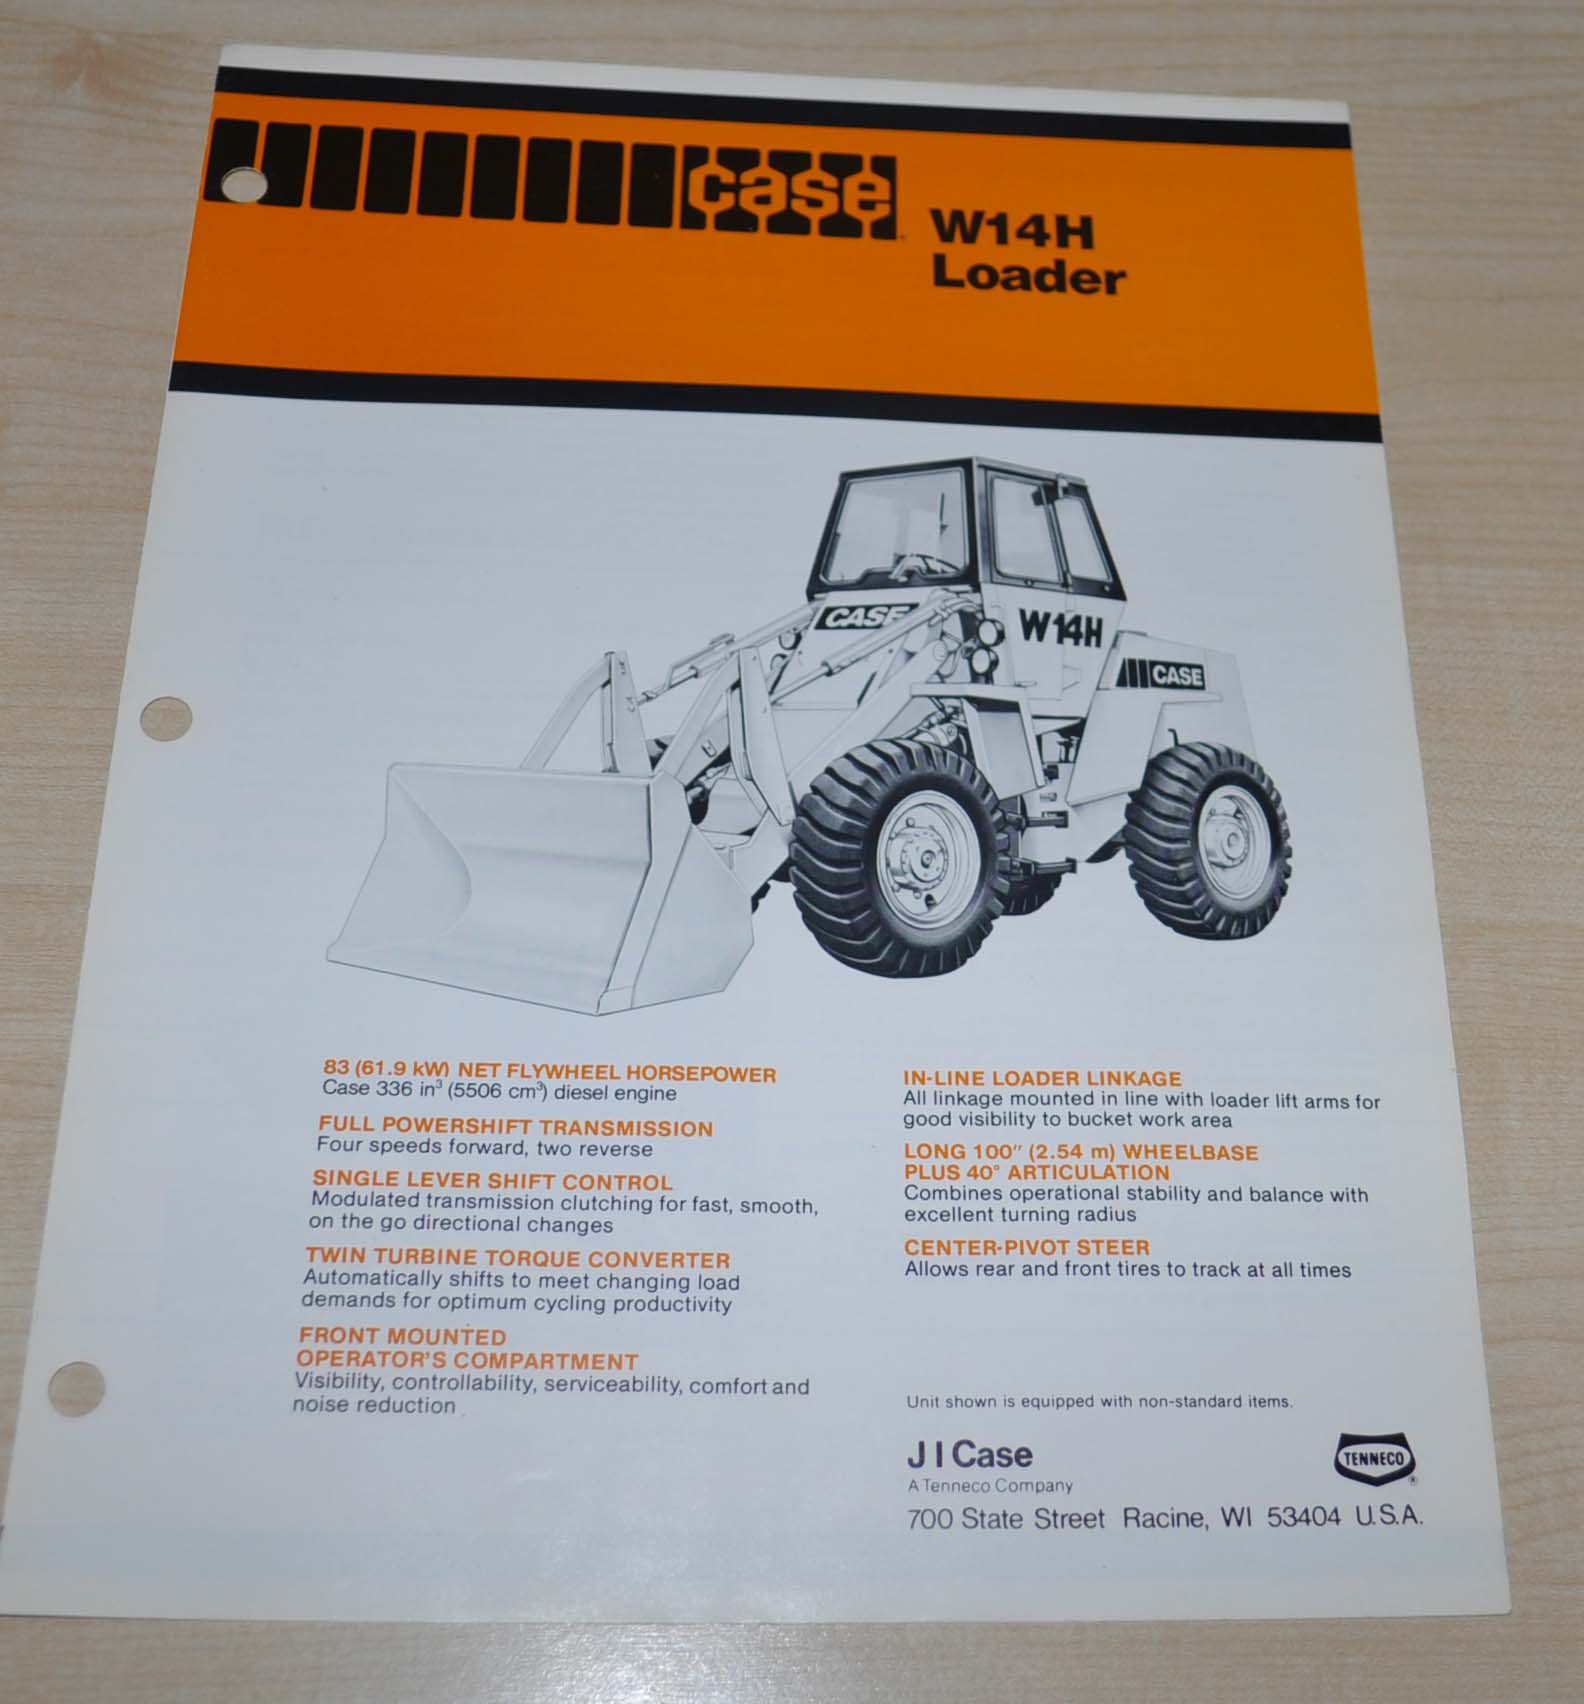 case
W14H
Loader
CASE
W14H
CASE
83 (61.9 kW) NET FLYWHEEL HORSEPOWER
Case 336 in³ (5506 cm³) diesel engine
FULL POWERSHIFT TRANSMISSION
Four speeds forward, two reverse
SINGLE LEVER SHIFT CONTROL
Modulated transmission clutching for fast, smooth,
on the go directional changes
TWIN TURBINE TORQUE CONVERTER
Automatically shifts to meet changing load
demands for optimum cycling productivity
FRONT MOUNTED
OPERATOR'S COMPARTMENT
Visibility, controllability, serviceability, comfort and
noise reduction
IN-LINE LOADER LINKAGE
All linkage mounted in line with loader lift arms for
good visibility to bucket work area
LONG 100" (2.54 m) WHEELBASE
PLUS 40° ARTICULATION
Combines operational stability and balance with
excellent turning radius
CENTER-PIVOT STEER
Allows rear and front tires to track at all times
Unit shown is equipped with non-standard items.
J I Case
A Tenneco Company
700 State Street Racine, WI 53404 U.S.A.
TENNECO
®